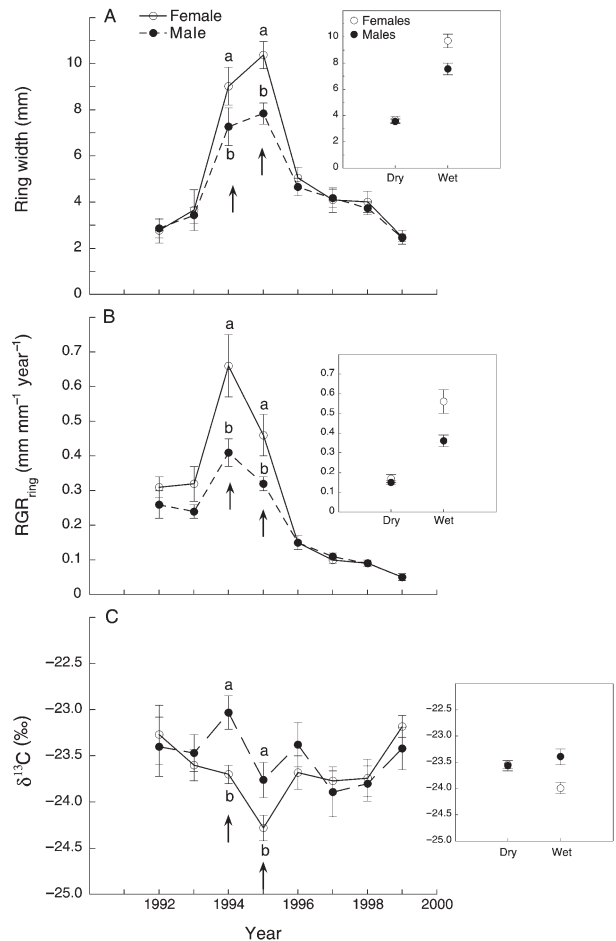 A
Female
Male
Ring width (mm)
10
8
6
4
2
0
a
a
b
b
Females
Males
10
8
6
4
2
0
Dry
Wet
B
RGRring (mm mm−1 year−1)
0.7
0.6
0.5
0.4
0.3
0.2
0.1
0
a
a
b
b
0.7
0.6
0.5
0.4
0.3
0.2
0.1
0
Dry
Wet
C
δ13C (‰)
−22.5
−23.0
−23.5
−24.0
−24.5
−25.0
a
a
b
b
−22.5
−23.0
−23.5
−24.0
−24.5
−25.0
Dry
Wet
1992
1994
1996
1998
2000
Year